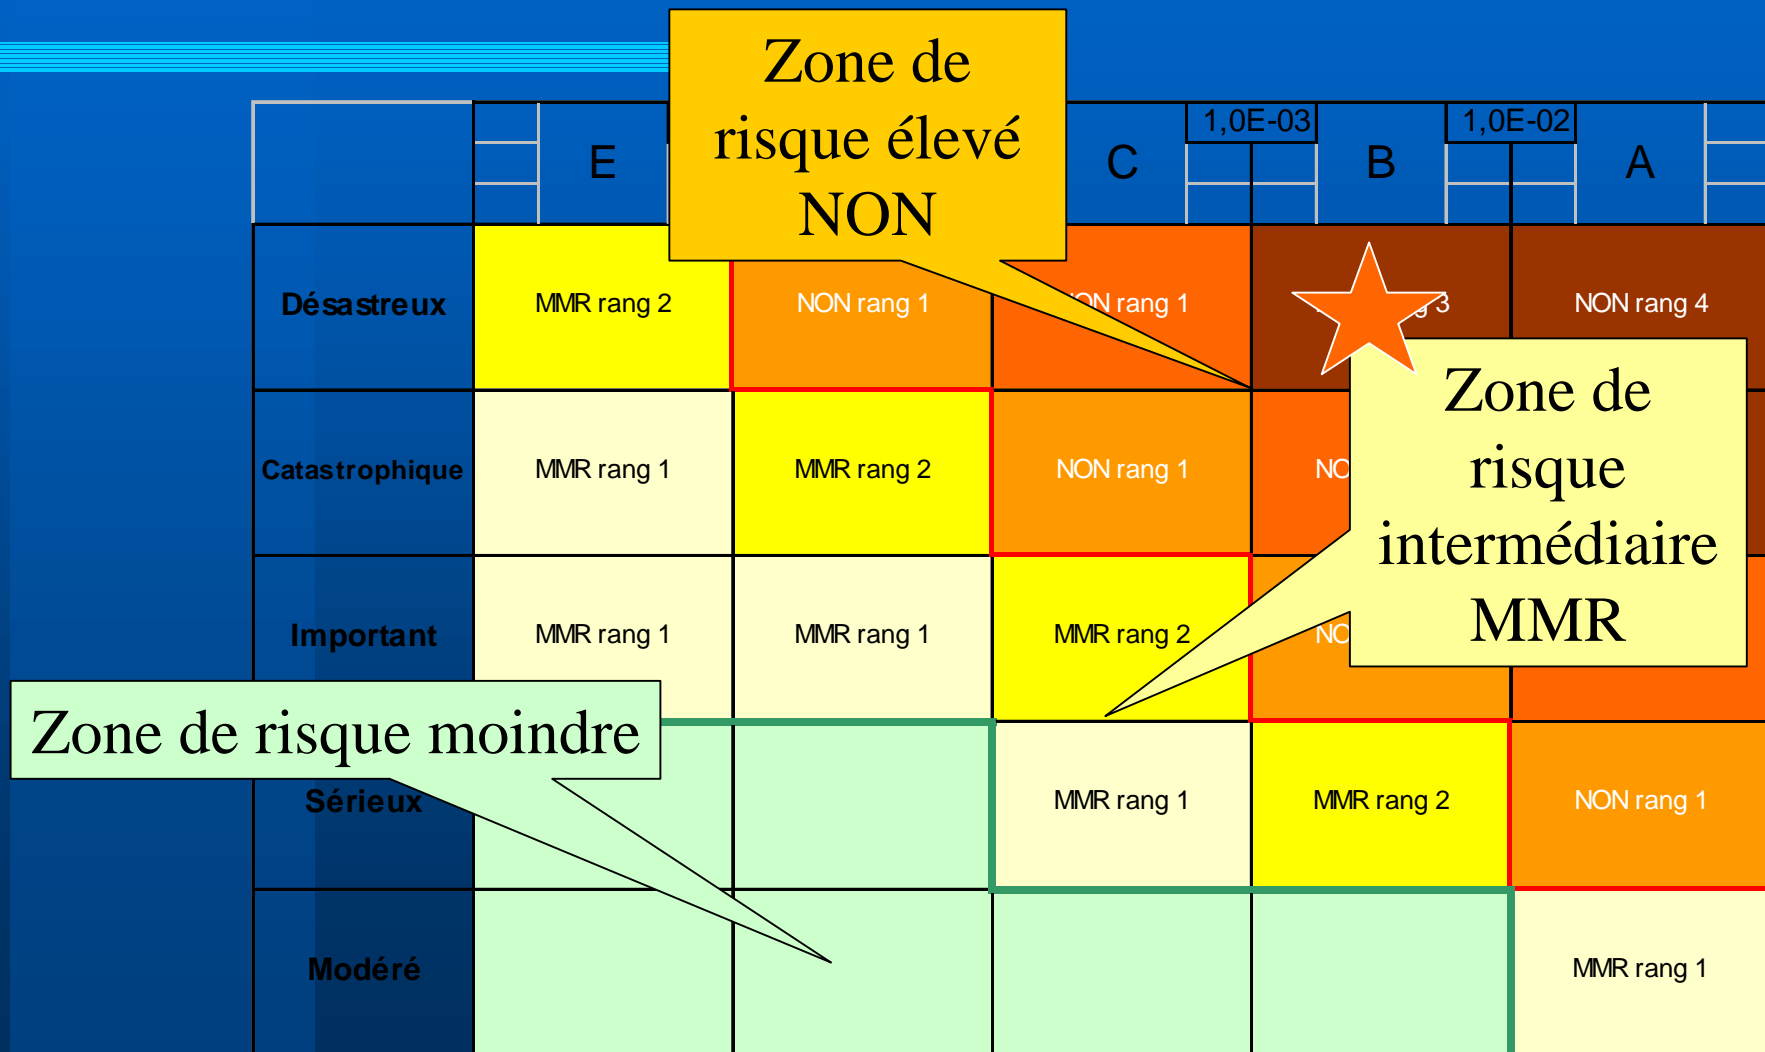 Zone de
risque élevé
NON
1,0E-03
1,0E-02
E
C
B
A
Désastreux
MMR rang 2
NON rang 1
rang 1
3
NON rang 4
Zone de
risque
intermédiaire
MMR
Catastrophique
MMR rang 1
MMR rang 2
NON rang 1
Important
MMR rang 1
MMR rang 1
MMR rang 2
Zone de risque moindre
Sérieux
MMR rang 1
MMR rang 2
NON rang 1
Modéré
MMR rang 1